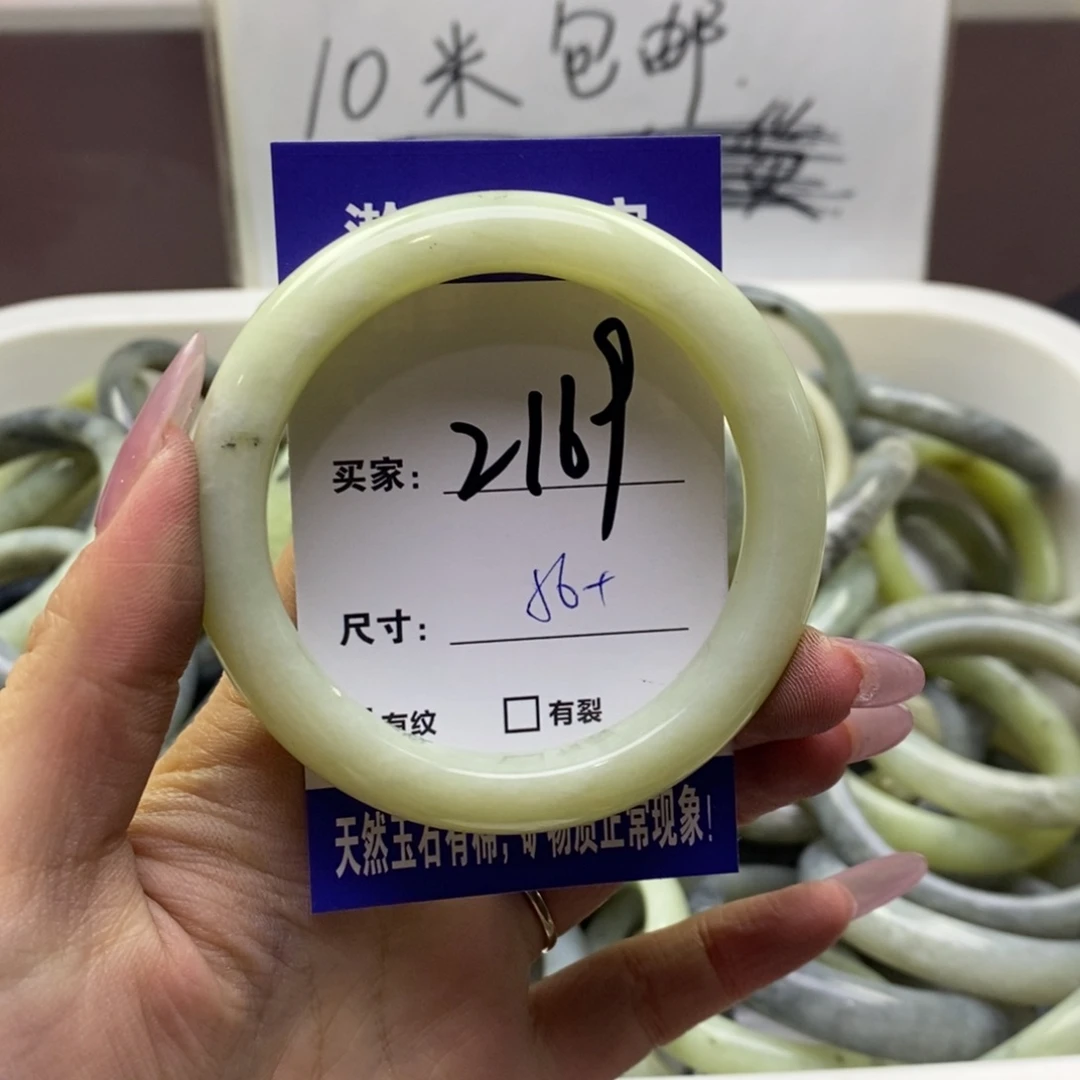 10米包邮
买家: 2169
尺寸: 56+
有纹 □有裂
天然玉石有棉,矿物质正常现象!